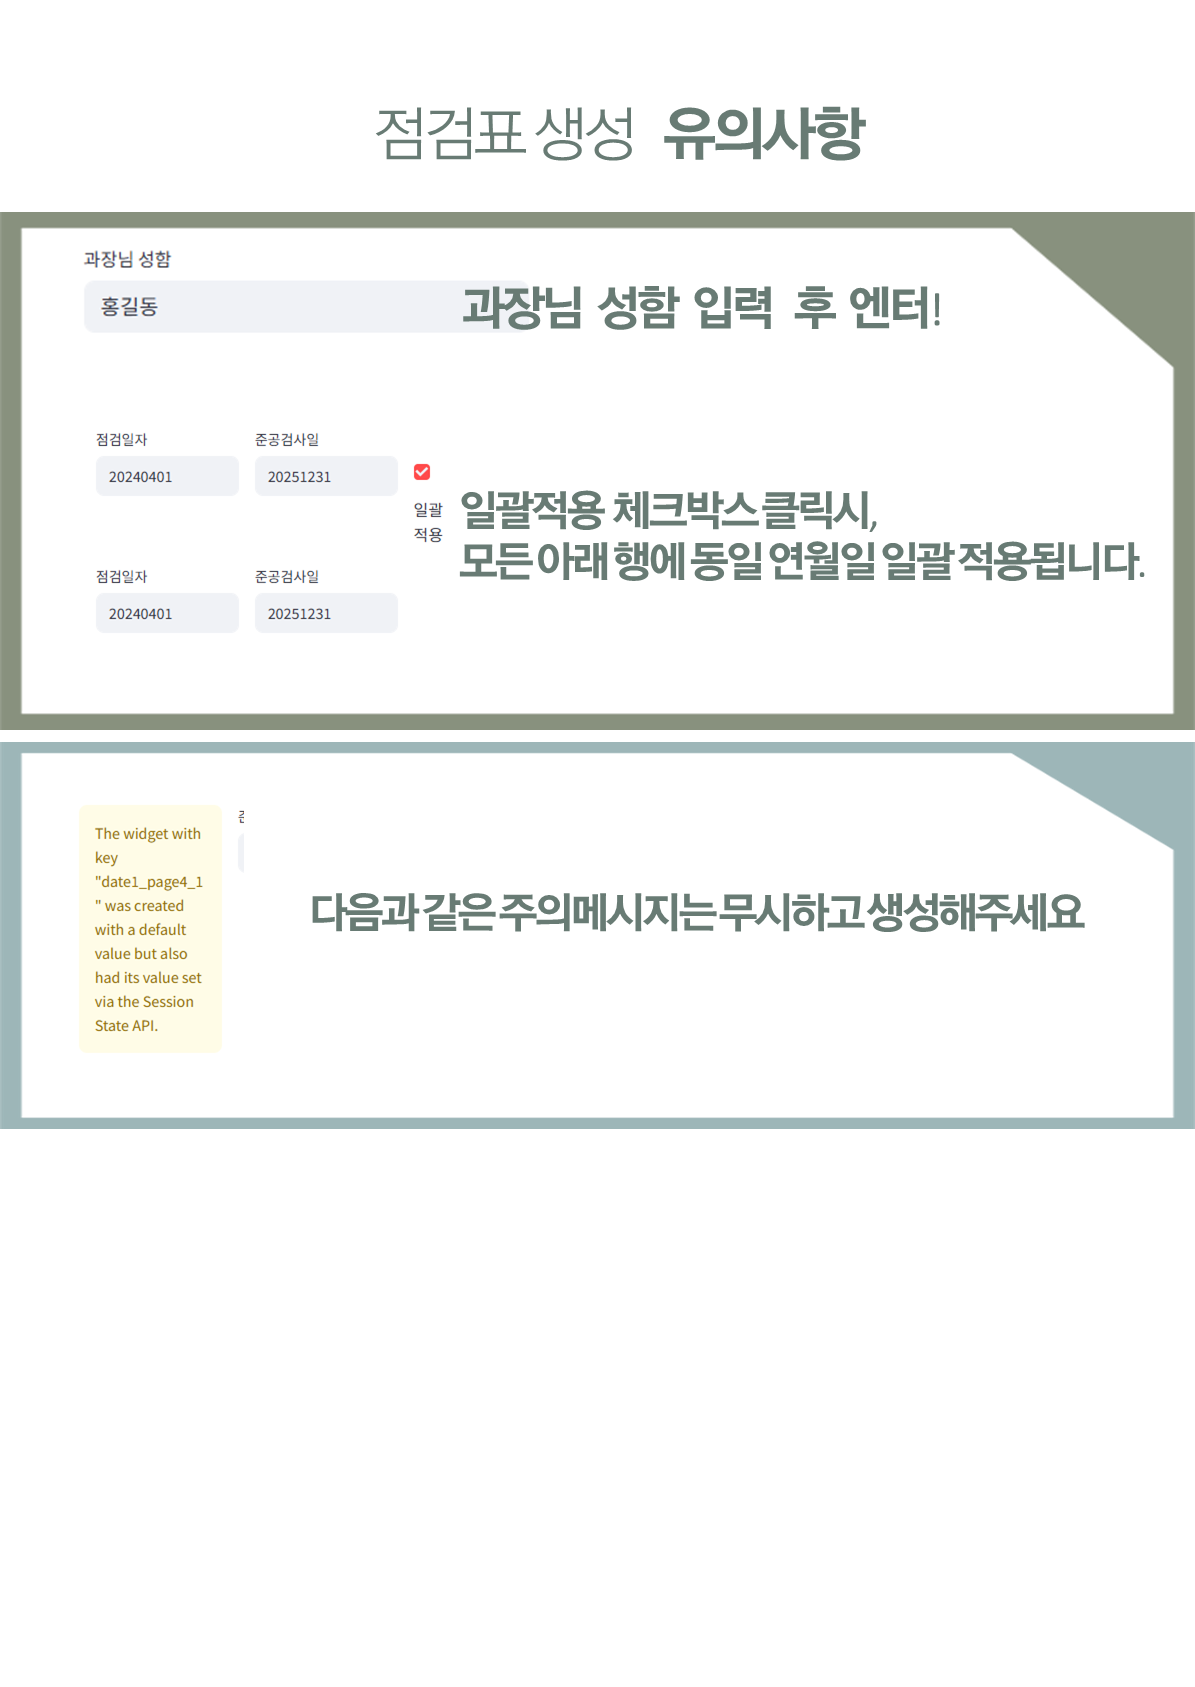 점검표 생성 유의사항
과장님 성함
홍길동
과장님 성함 입력 후 엔터!
점검일자 준공검사일
20240401 20251231
일괄
적용
일괄적용 체크박스 클릭시,
모든 아래 행에 동일 연월일 일괄 적용됩니다.
점검일자 준공검사일
20240401 20251231
The widget with
key
"date1_page4_1
" was created
with a default
value but also
had its value set
via the Session
State API.
다음과 같은 주의메시지는 무시하고 생성해주세요